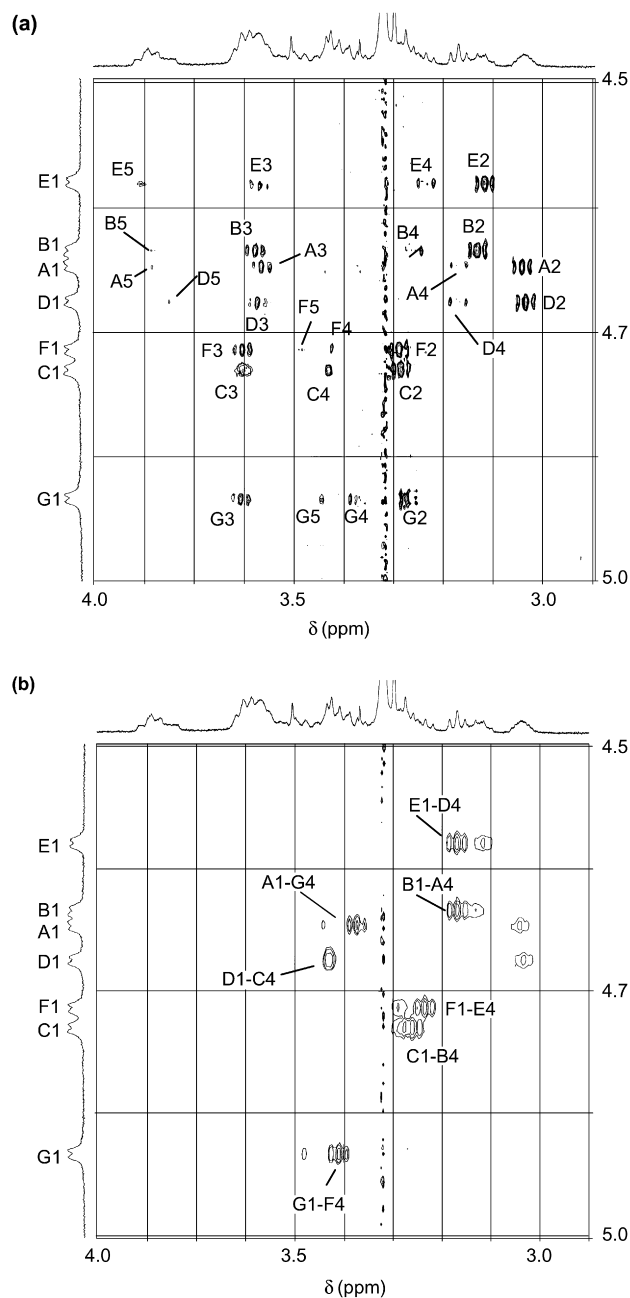 (a)
4.5
E5 E3 E4 E2
E1
B5 B3 B4 B2
B1
A3
A1
A5 D5 A4 A2
D1
D2
D3 F5 F4 D4
4.7
F1
F3 F2
C1
C3 C4 C2
G1
G3 G5 G4 G2
5.0
4.0 3.5 3.0
δ (ppm)
(b)
4.5
E1-D4
E1
A1-G4 B1-A4
B1
A1
D1
D1-C4
4.7
F1
F1-E4
C1
C1-B4
G1
G1-F4
5.0
4.0 3.5 3.0
δ (ppm)